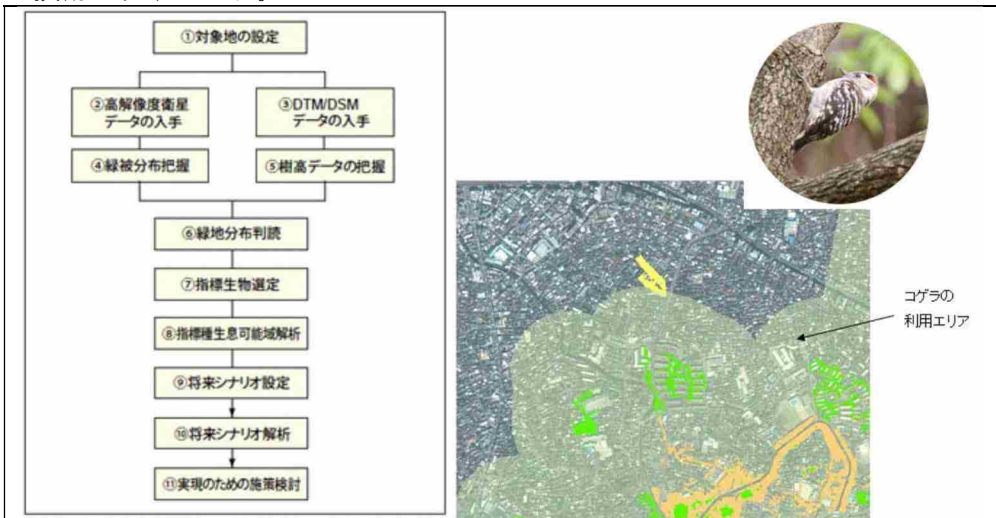 ①対象地の設定
②高解像度衛星
データの入手
③DTM/DSM
データの入手
④緑被分布把握
⑤樹高データの把握
⑥緑地分布判読
⑦指標生物選定
⑧指標種生息可能域解析
⑨将来シナリオ設定
⑩将来シナリオ解析
⑪実現のための施策検討
コゲラの
利用エリア